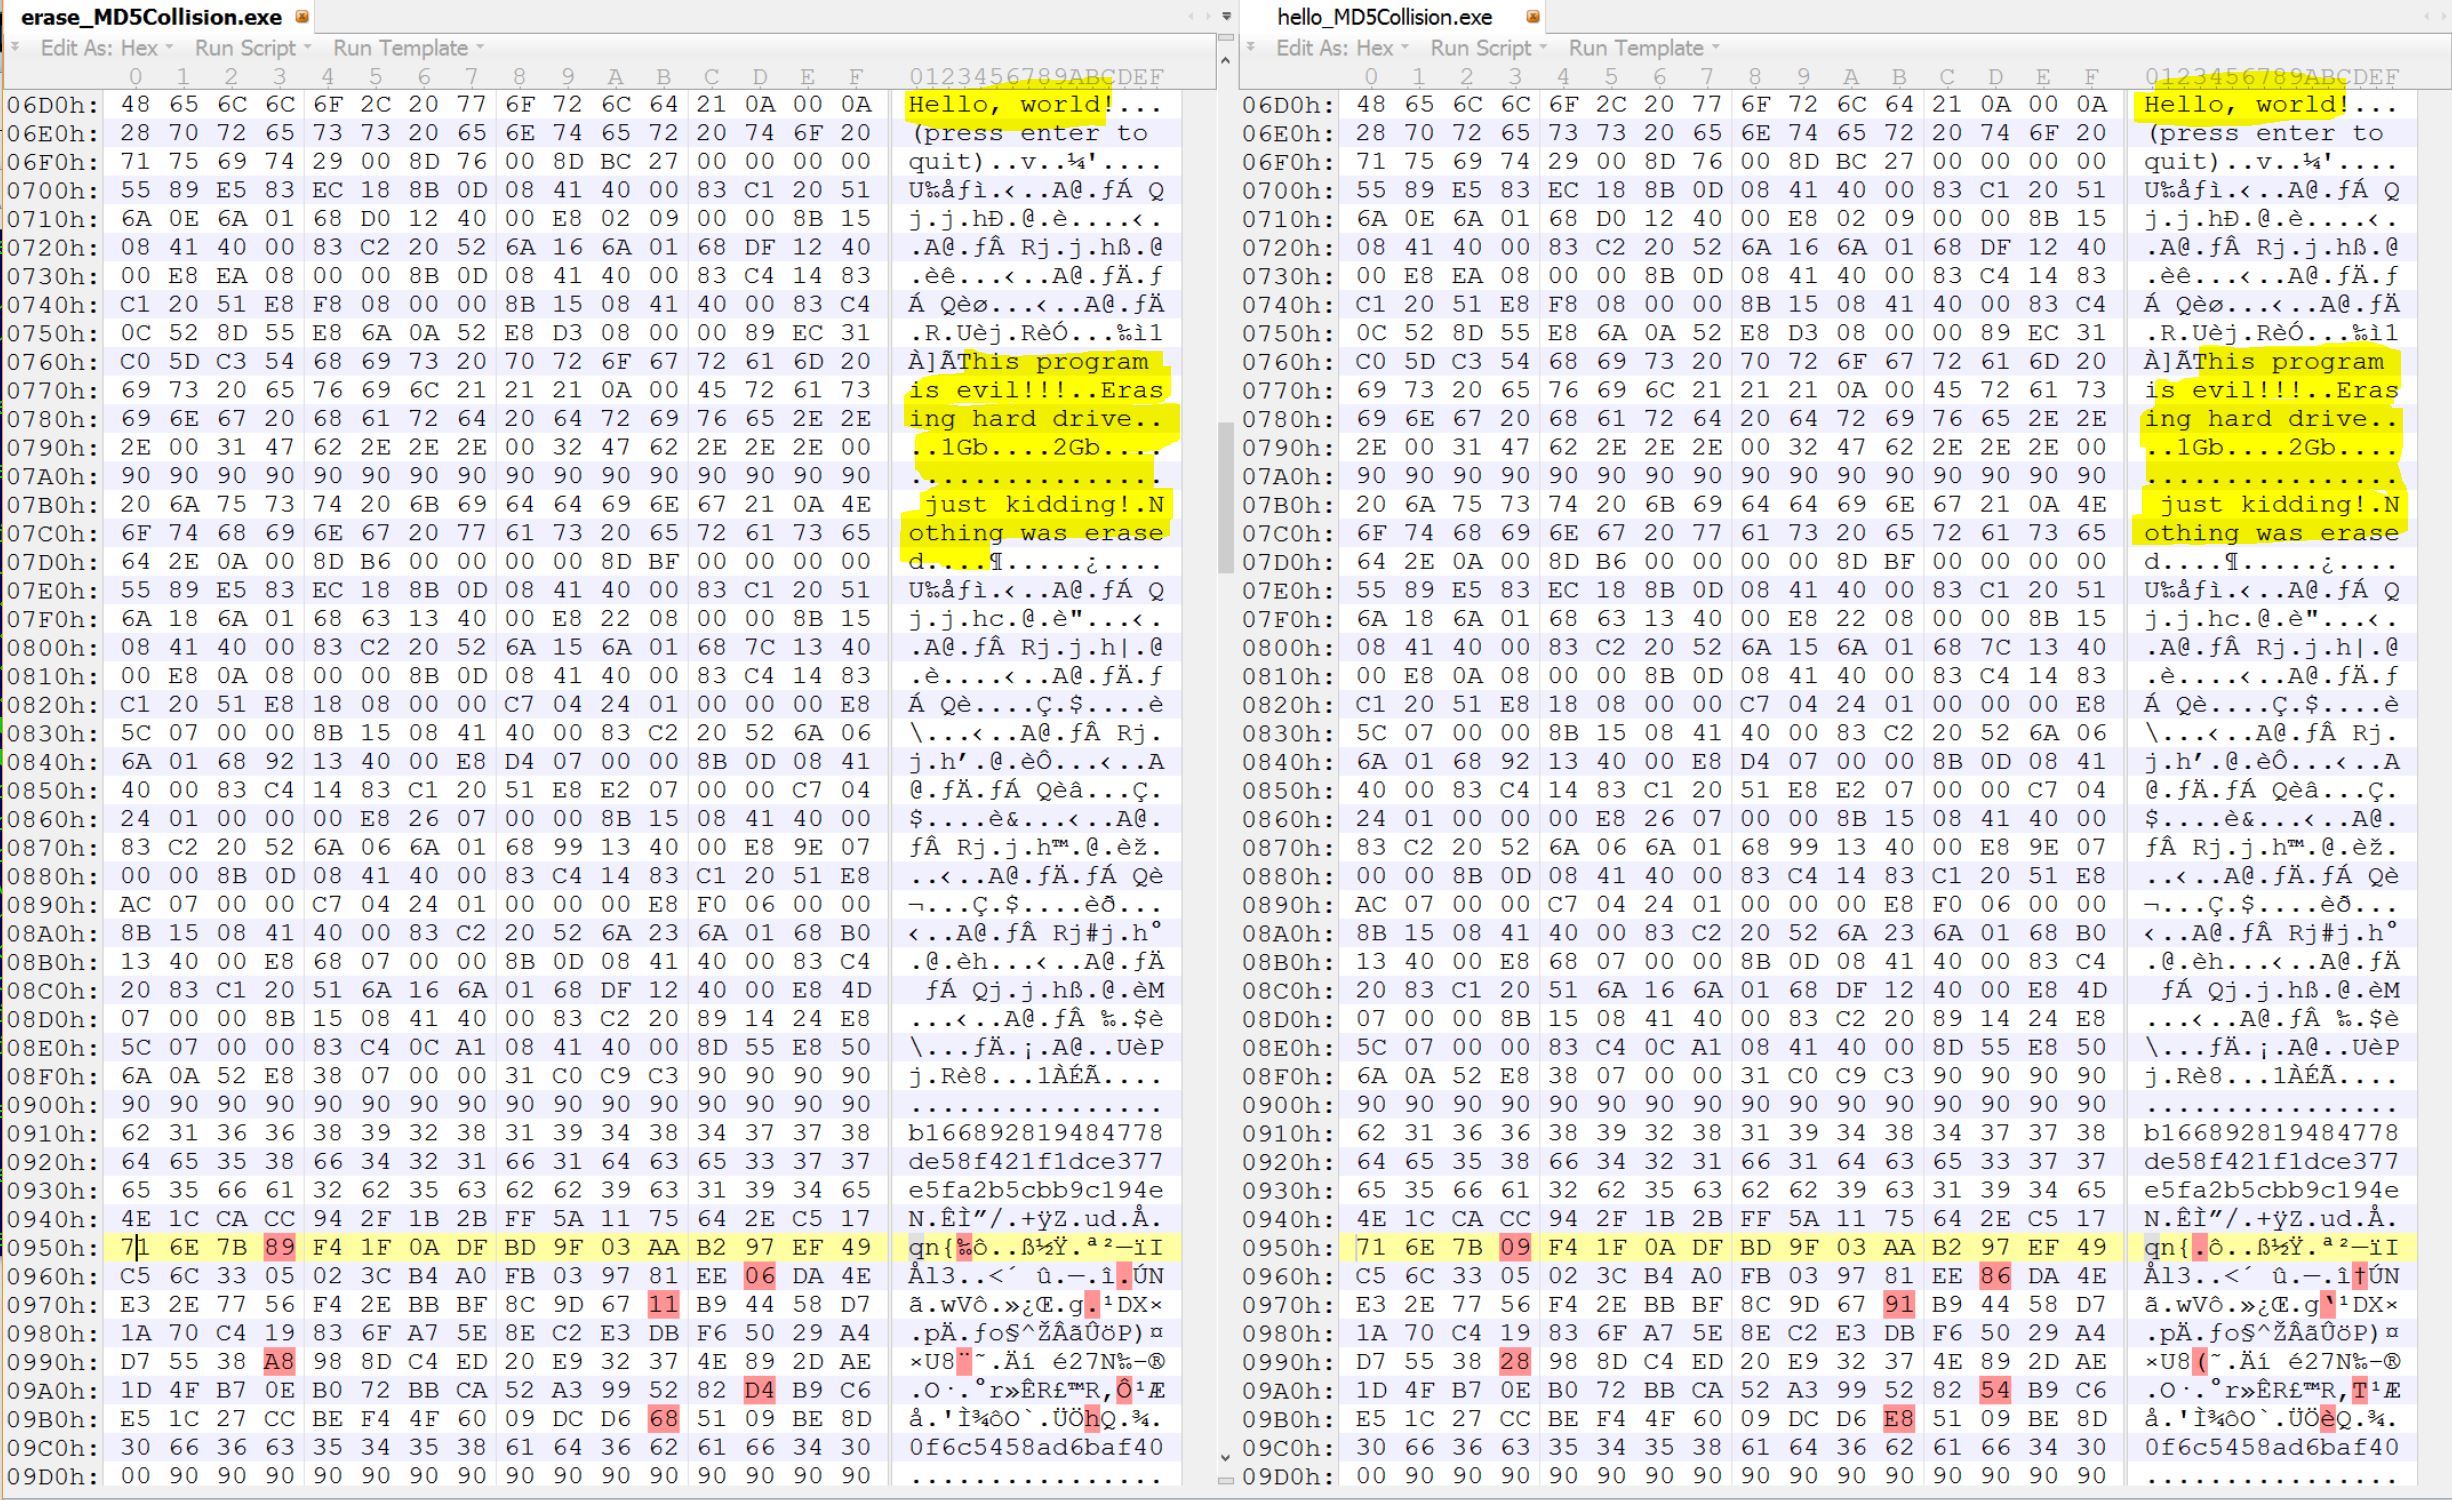 erase_MD5Collision.exe
Edit As: Hex Run Script Run Template
0 1 2 3 4 5 6 7 8 9 A B C D E F 0123456789ABCDEF
06D0h: 48 65 6C 6C 6F 2C 20 77 6F 72 6C 64 21 0A 00 0A Hello, world!...
06E0h: 28 70 72 65 73 73 20 65 6E 74 65 72 20 74 6F 20 (press enter to
06F0h: 71 75 69 74 29 00 8D 76 00 8D BC 27 00 00 00 00 quit)..v..¼'....
0700h: 55 89 E5 83 EC 18 8B 0D 08 41 40 00 83 C1 20 51 U‰åƒì.‹..A@.ƒÁ Q
0710h: 6A 0E 6A 01 68 D0 12 40 00 E8 02 09 00 00 8B 15 j.j.hÐ.@.è....‹.
0720h: 08 41 40 00 83 C2 20 52 6A 16 6A 01 68 DF 12 40 .A@.ƒÂ Rj.j.hß.@
0730h: 00 E8 EA 08 00 00 8B 0D 08 41 40 00 83 C4 14 83 .èê...‹..A@.ƒÄ.ƒ
0740h: C1 20 51 E8 F8 08 00 00 8B 15 08 41 40 00 83 C4 Á Qèø...‹..A@.ƒÄ
0750h: 0C 52 8D 55 E8 6A 0A 52 E8 D3 08 00 00 89 EC 31 .R.Uèj.RèÓ...‰ì1
0760h: C0 5D C3 54 68 69 73 20 70 72 6F 67 72 61 6D 20 À]ÃThis program
0770h: 69 73 20 65 76 69 6C 21 21 21 0A 00 45 72 61 73 is evil!!!..Eras
0780h: 69 6E 67 20 68 61 72 64 20 64 72 69 76 65 2E 2E ing hard drive..
0790h: 2E 00 31 47 62 2E 2E 2E 00 32 47 62 2E 2E 2E 00 ..1Gb....2Gb....
07A0h: 90 90 90 90 90 90 90 90 90 90 90 90 90 90 90 90 ................
07B0h: 20 6A 75 73 74 20 6B 69 64 64 69 6E 67 21 0A 4E just kidding!.N
07C0h: 6F 74 68 69 6E 67 20 77 61 73 20 65 72 61 73 65 othing was erase
07D0h: 64 2E 0A 00 8D B6 00 00 00 00 8D BF 00 00 00 00 d....¶.....¿....
07E0h: 55 89 E5 83 EC 18 8B 0D 08 41 40 00 83 C1 20 51 U‰åƒì.‹..A@.ƒÁ Q
07F0h: 6A 18 6A 01 68 63 13 40 00 E8 22 08 00 00 8B 15 j.j.hc.@.è"...‹.
0800h: 08 41 40 00 83 C2 20 52 6A 15 6A 01 68 7C 13 40 .A@.ƒÂ Rj.j.h|.@
0810h: 00 E8 0A 08 00 00 8B 0D 08 41 40 00 83 C4 14 83 .è....‹..A@.ƒÄ.ƒ
0820h: C1 20 51 E8 18 08 00 00 C7 04 24 01 00 00 00 E8 Á Qè....Ç.$....è
0830h: 5C 07 00 00 8B 15 08 41 40 00 83 C2 20 52 6A 06 \...‹..A@.ƒÂ Rj.
0840h: 6A 01 68 92 13 40 00 E8 D4 07 00 00 8B 0D 08 41 j.h’.@.èÔ...‹..A
0850h: 40 00 83 C4 14 83 C1 20 51 E8 E2 07 00 00 C7 04 @.ƒÄ.ƒÁ Qèâ...Ç.
0860h: 24 01 00 00 00 E8 26 07 00 00 8B 15 08 41 40 00 $....è&...‹..A@.
0870h: 83 C2 20 52 6A 06 6A 01 68 99 13 40 00 E8 9E 07 ƒÂ Rj.j.h™.@.èž.
0880h: 00 00 8B 0D 08 41 40 00 83 C4 14 83 C1 20 51 E8 ..‹..A@.ƒÄ.ƒÁ Qè
0890h: AC 07 00 00 C7 04 24 01 00 00 00 E8 F0 06 00 00 ¬...Ç.$....èð...
08A0h: 8B 15 08 41 40 00 83 C2 20 52 6A 23 6A 01 68 B0 ‹..A@.ƒÂ Rj#j.h°
08B0h: 13 40 00 E8 68 07 00 00 8B 0D 08 41 40 00 83 C4 .@.èh...‹..A@.ƒÄ
08C0h: 20 83 C1 20 51 6A 16 6A 01 68 DF 12 40 00 E8 4D ƒÁ Qj.j.hß.@.èM
08D0h: 07 00 00 8B 15 08 41 40 00 83 C2 20 89 14 24 E8 ...‹..A@.ƒÂ ‰.$è
08E0h: 5C 07 00 00 83 C4 0C A1 08 41 40 00 8D 55 E8 50 \...ƒÄ.¡.A@..UèP
08F0h: 6A 0A 52 E8 38 07 00 00 31 C0 C9 C3 90 90 90 90 j.Rè8...1ÀÉÃ....
0900h: 90 90 90 90 90 90 90 90 90 90 90 90 90 90 90 90 ................
0910h: 62 31 36 36 38 39 32 38 31 39 34 38 34 37 37 38 b166892819484778
0920h: 64 65 35 38 66 34 32 31 66 31 64 63 65 33 37 37 de58f421f1dce377
0930h: 65 35 66 61 32 62 35 63 62 62 39 63 31 39 34 65 e5fa2b5cbb9c194e
0940h: 4E 1C CA CC 94 2F 1B 2B FF 5A 11 75 64 2E C5 17 N.ÊÌ”/.+ÿZ.ud.Å.
0950h: 71 6E 7B 89 F4 1F 0A DF BD 9F 03 AA B2 97 EF 49 qn{‰ô..ß½Ÿ.ª²—ïI
0960h: C5 6C 33 05 02 3C B4 A0 FB 03 97 81 EE 06 DA 4E Ål3..<´ û.—.î.ÚN
0970h: E3 2E 77 56 F4 2E BB BF 8C 9D 67 11 B9 44 58 D7 ã.wVô.»¿Œ.g.¹DX×
0980h: 1A 70 C4 19 83 6F A7 5E 8E C2 E3 DB F6 50 29 A4 .pÄ.ƒo§^ŽÂãÛöP)¤
0990h: D7 55 38 A8 98 8D C4 ED 20 E9 32 37 4E 89 2D AE ×U8¨˜.Äí é27N‰-®
09A0h: 1D 4F B7 0E B0 72 BB CA 52 A3 99 52 82 D4 B9 C6 .O·.°r»ÊR£™R‚Ô¹Æ
09B0h: E5 1C 27 CC BE F4 4F 60 09 DC D6 68 51 09 BE 8D å.'Ì¾ôO`.ÜÖhQ.¾.
09C0h: 30 66 36 63 35 34 35 38 61 64 36 62 61 66 34 30 0f6c5458ad6baf40
09D0h: 00 90 90 90 90 90 90 90 90 90 90 90 90 90 90 90 ................
hello_MD5Collision.exe
Edit As: Hex Run Script Run Template
0 1 2 3 4 5 6 7 8 9 A B C D E F 0123456789ABCDEF
06D0h: 48 65 6C 6C 6F 2C 20 77 6F 72 6C 64 21 0A 00 0A Hello, world!...
06E0h: 28 70 72 65 73 73 20 65 6E 74 65 72 20 74 6F 20 (press enter to
06F0h: 71 75 69 74 29 00 8D 76 00 8D BC 27 00 00 00 00 quit)..v..¼'....
0700h: 55 89 E5 83 EC 18 8B 0D 08 41 40 00 83 C1 20 51 U‰åƒì.‹..A@.ƒÁ Q
0710h: 6A 0E 6A 01 68 D0 12 40 00 E8 02 09 00 00 8B 15 j.j.hÐ.@.è....‹.
0720h: 08 41 40 00 83 C2 20 52 6A 16 6A 01 68 DF 12 40 .A@.ƒÂ Rj.j.hß.@
0730h: 00 E8 EA 08 00 00 8B 0D 08 41 40 00 83 C4 14 83 .èê...‹..A@.ƒÄ.ƒ
0740h: C1 20 51 E8 F8 08 00 00 8B 15 08 41 40 00 83 C4 Á Qèø...‹..A@.ƒÄ
0750h: 0C 52 8D 55 E8 6A 0A 52 E8 D3 08 00 00 89 EC 31 .R.Uèj.RèÓ...‰ì1
0760h: C0 5D C3 54 68 69 73 20 70 72 6F 67 72 61 6D 20 À]ÃThis program
0770h: 69 73 20 65 76 69 6C 21 21 21 0A 00 45 72 61 73 is evil!!!..Eras
0780h: 69 6E 67 20 68 61 72 64 20 64 72 69 76 65 2E 2E ing hard drive..
0790h: 2E 00 31 47 62 2E 2E 2E 00 32 47 62 2E 2E 2E 00 ..1Gb....2Gb....
07A0h: 90 90 90 90 90 90 90 90 90 90 90 90 90 90 90 90 ................
07B0h: 20 6A 75 73 74 20 6B 69 64 64 69 6E 67 21 0A 4E just kidding!.N
07C0h: 6F 74 68 69 6E 67 20 77 61 73 20 65 72 61 73 65 othing was erase
07D0h: 64 2E 0A 00 8D B6 00 00 00 00 8D BF 00 00 00 00 d....¶.....¿....
07E0h: 55 89 E5 83 EC 18 8B 0D 08 41 40 00 83 C1 20 51 U‰åƒì.‹..A@.ƒÁ Q
07F0h: 6A 18 6A 01 68 63 13 40 00 E8 22 08 00 00 8B 15 j.j.hc.@.è"...‹.
0800h: 08 41 40 00 83 C2 20 52 6A 15 6A 01 68 7C 13 40 .A@.ƒÂ Rj.j.h|.@
0810h: 00 E8 0A 08 00 00 8B 0D 08 41 40 00 83 C4 14 83 .è....‹..A@.ƒÄ.ƒ
0820h: C1 20 51 E8 18 08 00 00 C7 04 24 01 00 00 00 E8 Á Qè....Ç.$....è
0830h: 5C 07 00 00 8B 15 08 41 40 00 83 C2 20 52 6A 06 \...‹..A@.ƒÂ Rj.
0840h: 6A 01 68 92 13 40 00 E8 D4 07 00 00 8B 0D 08 41 j.h’.@.èÔ...‹..A
0850h: 40 00 83 C4 14 83 C1 20 51 E8 E2 07 00 00 C7 04 @.ƒÄ.ƒÁ Qèâ...Ç.
0860h: 24 01 00 00 00 E8 26 07 00 00 8B 15 08 41 40 00 $....è&...‹..A@.
0870h: 83 C2 20 52 6A 06 6A 01 68 99 13 40 00 E8 9E 07 ƒÂ Rj.j.h™.@.èž.
0880h: 00 00 8B 0D 08 41 40 00 83 C4 14 83 C1 20 51 E8 ..‹..A@.ƒÄ.ƒÁ Qè
0890h: AC 07 00 00 C7 04 24 01 00 00 00 E8 F0 06 00 00 ¬...Ç.$....èð...
08A0h: 8B 15 08 41 40 00 83 C2 20 52 6A 23 6A 01 68 B0 ‹..A@.ƒÂ Rj#j.h°
08B0h: 13 40 00 E8 68 07 00 00 8B 0D 08 41 40 00 83 C4 .@.èh...‹..A@.ƒÄ
08C0h: 20 83 C1 20 51 6A 16 6A 01 68 DF 12 40 00 E8 4D ƒÁ Qj.j.hß.@.èM
08D0h: 07 00 00 8B 15 08 41 40 00 83 C2 20 89 14 24 E8 ...‹..A@.ƒÂ ‰.$è
08E0h: 5C 07 00 00 83 C4 0C A1 08 41 40 00 8D 55 E8 50 \...ƒÄ.¡.A@..UèP
08F0h: 6A 0A 52 E8 38 07 00 00 31 C0 C9 C3 90 90 90 90 j.Rè8...1ÀÉÃ....
0900h: 90 90 90 90 90 90 90 90 90 90 90 90 90 90 90 90 ................
0910h: 62 31 36 36 38 39 32 38 31 39 34 38 34 37 37 38 b166892819484778
0920h: 64 65 35 38 66 34 32 31 66 31 64 63 65 33 37 37 de58f421f1dce377
0930h: 65 35 66 61 32 62 35 63 62 62 39 63 31 39 34 65 e5fa2b5cbb9c194e
0940h: 4E 1C CA CC 94 2F 1B 2B FF 5A 11 75 64 2E C5 17 N.ÊÌ”/.+ÿZ.ud.Å.
0950h: 71 6E 7B 09 F4 1F 0A DF BD 9F 03 AA B2 97 EF 49 qn{.ô..ß½Ÿ.ª²—ïI
0960h: C5 6C 33 05 02 3C B4 A0 FB 03 97 81 EE 86 DA 4E Ål3..<´ û.—.î†ÚN
0970h: E3 2E 77 56 F4 2E BB BF 8C 9D 67 91 B9 44 58 D7 ã.wVô.»¿Œ.g‘¹DX×
0980h: 1A 70 C4 19 83 6F A7 5E 8E C2 E3 DB F6 50 29 A4 .pÄ.ƒo§^ŽÂãÛöP)¤
0990h: D7 55 38 28 98 8D C4 ED 20 E9 32 37 4E 89 2D AE ×U8(˜.Äí é27N‰-®
09A0h: 1D 4F B7 0E B0 72 BB CA 52 A3 99 52 82 54 B9 C6 .O·.°r»ÊR£™R‚T¹Æ
09B0h: E5 1C 27 CC BE F4 4F 60 09 DC D6 E8 51 09 BE 8D å.'Ì¾ôO`.ÜÖèQ.¾.
09C0h: 30 66 36 63 35 34 35 38 61 64 36 62 61 66 34 30 0f6c5458ad6baf40
09D0h: 00 90 90 90 90 90 90 90 90 90 90 90 90 90 90 90 ................